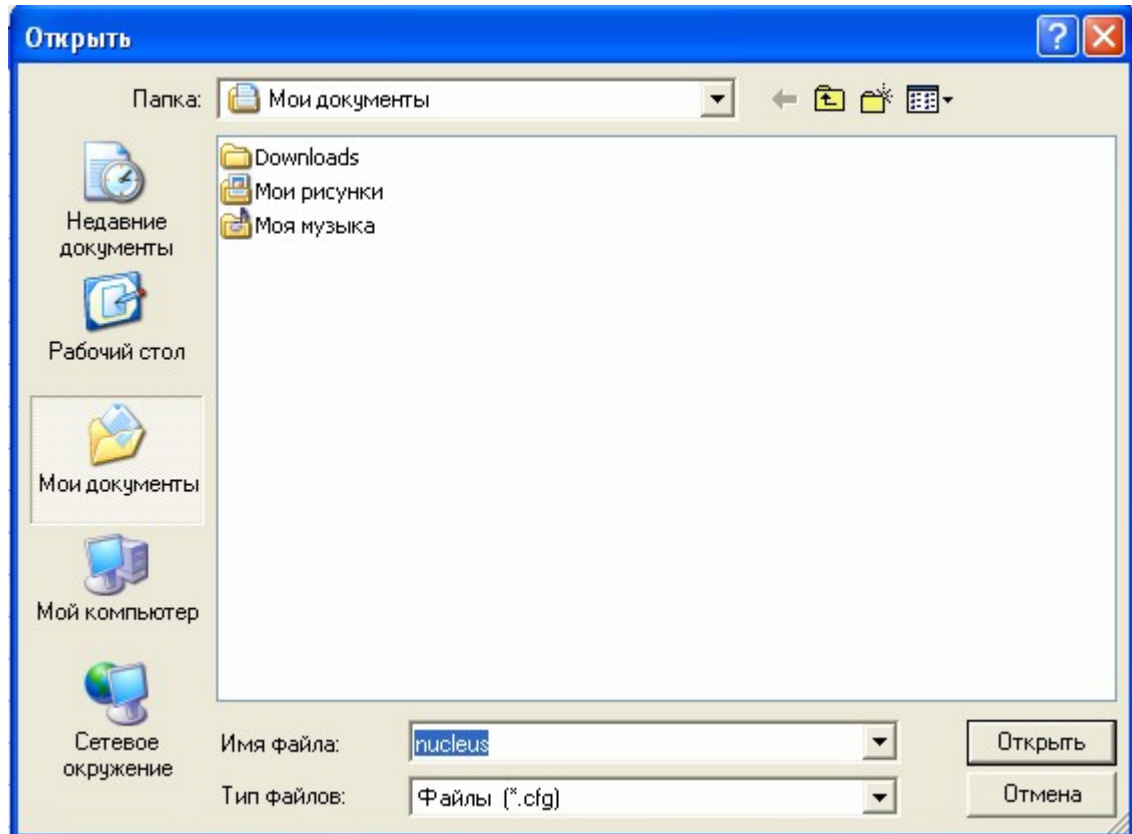 Открыть
Папка:
Мои документы
Downloads
Мои рисунки
Моя музыка
Недавние
документы
Рабочий стол
Мои документы
Мой компьютер
Сетевое
окружение
Имя файла:
nucleus
Открыть
Тип файлов:
Файлы (*.cfg)
Отмена